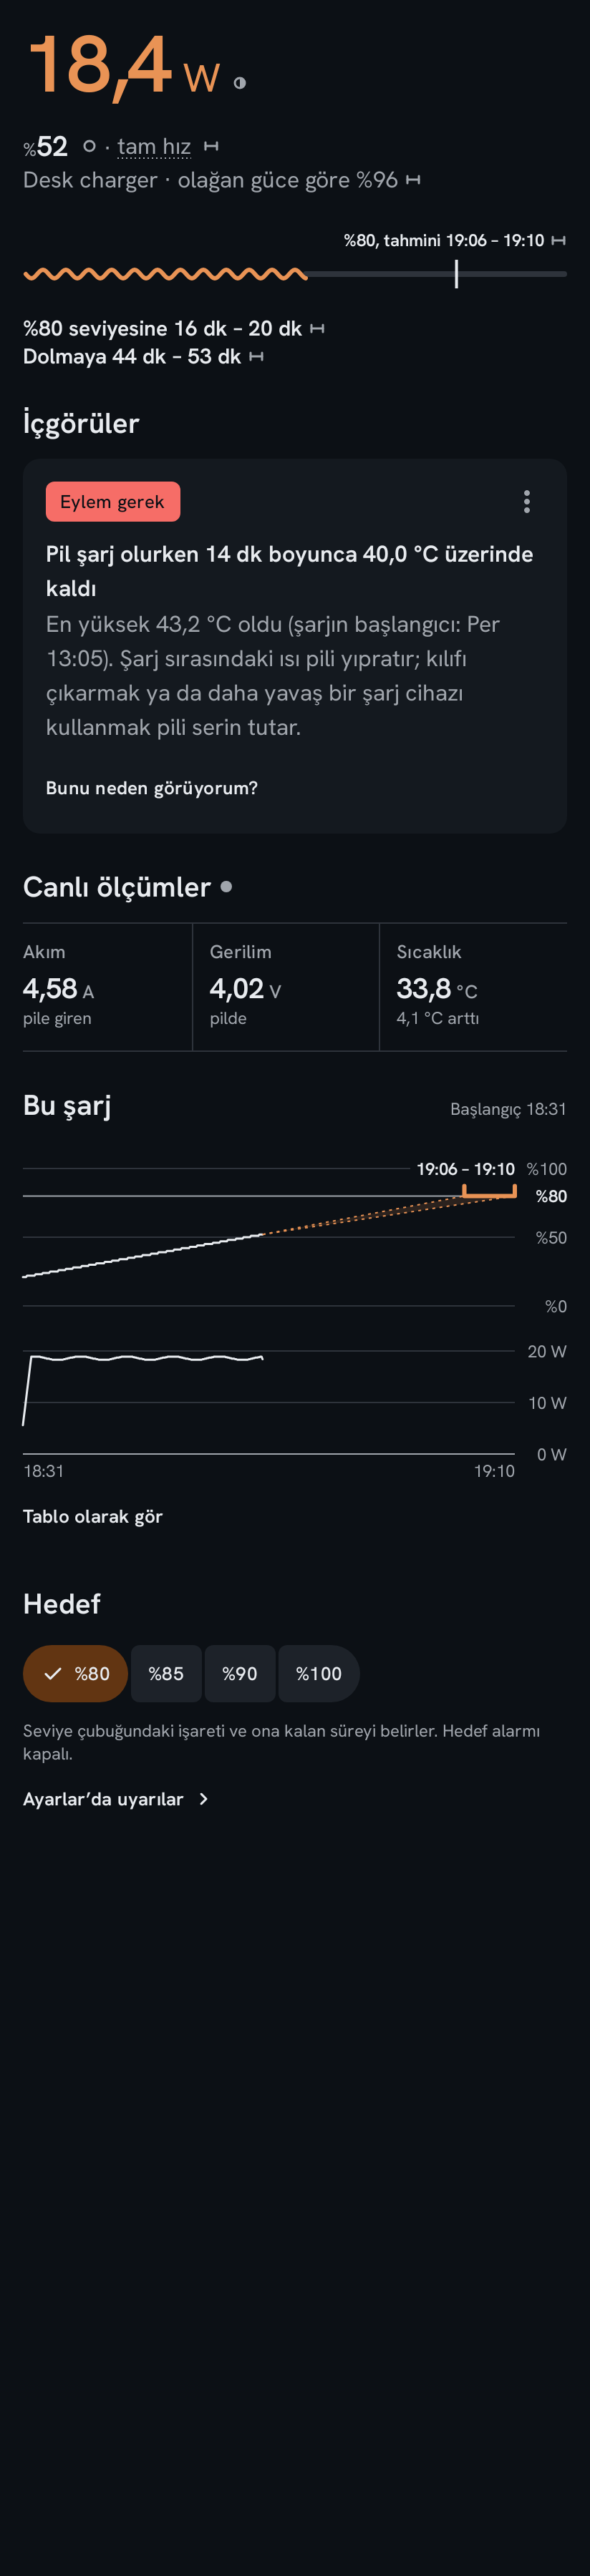 18,4 W
%52 · tam hız
Desk charger · olağan güce göre %96
%80, tahmini 19:06 – 19:10
%80 seviyesine 16 dk – 20 dk
Dolmaya 44 dk – 53 dk
İçgörüler
Eylem gerek
Pil şarj olurken 14 dk boyunca 40,0 °C üzerinde
kaldı
En yüksek 43,2 °C oldu (şarjın başlangıcı: Per
13:05). Şarj sırasındaki ısı pili yıpratır; kılıfı
çıkarmak ya da daha yavaş bir şarj cihazı
kullanmak pili serin tutar.
Bunu neden görüyorum?
Canlı ölçümler
Akım Gerilim Sıcaklık
4,58 A 4,02 V 33,8 °C
pile giren pilde 4,1 °C arttı
Bu şarj Başlangıç 18:31
19:06 – 19:10 %100
%80
%50
%0
20 W
10 W
0 W
18:31 19:10
Tablo olarak gör
Hedef
%80 %85 %90 %100
Seviye çubuğundaki işareti ve ona kalan süreyi belirler. Hedef alarmı
kapalı.
Ayarlar’da uyarılar